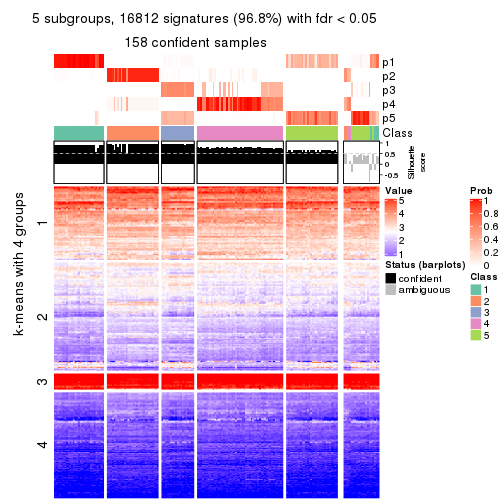 5 subgroups, 16812 signatures (96.8%) with fdr < 0.05
158 confident samples
p1
p2
p3
p4
p5
Class
1
0.5
0
-0.5
Silhouette
score
k-means with 4 groups
1
2
3
4
Value
5
4
3
2
1
Status (barplots)
confident
ambiguous
Prob
1
0.8
0.6
0.4
0.2
0
Class
1
2
3
4
5